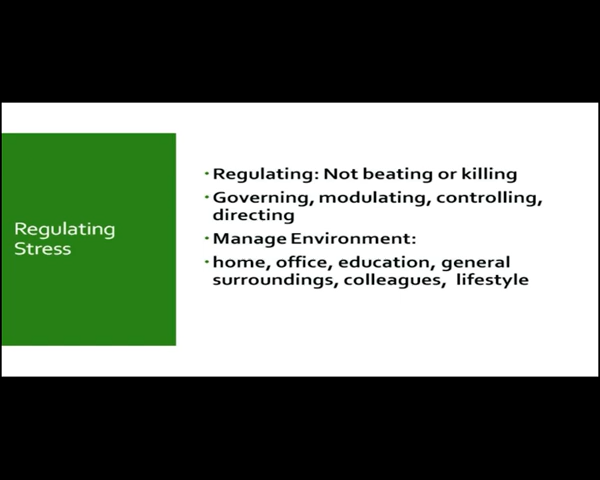 Regulating
Stress
• Regulating: Not beating or killing
• Governing, modulating, controlling,
directing
• Manage Environment:
• home, office, education, general
surroundings, colleagues, lifestyle